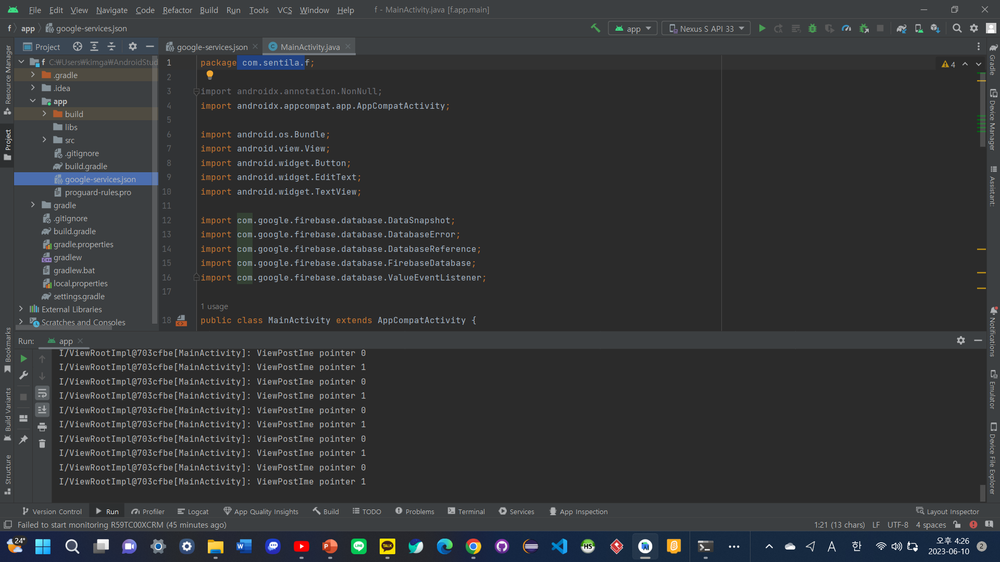 File Edit View Navigate Code Refactor Build Run Tools VCS Window Help f - MainActivity.java [f.app.main]
f app google-services.json app Nexus S API 33
Project google-services.json MainActivity.java
f C:₩Users₩kimga₩AndroidStud
.gradle
.idea
app
build
libs
src
.gitignore
build.gradle
google-services.json
proguard-rules.pro
gradle
.gitignore
build.gradle
gradle.properties
gradlew
gradlew.bat
local.properties
settings.gradle
External Libraries
Scratches and Consoles
1 package com.sentila.f;
4
2
3 import androidx.annotation.NonNull;
4 import androidx.appcompat.app.AppCompatActivity;
5
6 import android.os.Bundle;
7 import android.view.View;
8 import android.widget.Button;
9 import android.widget.EditText;
10 import android.widget.TextView;
11
12 import com.google.firebase.database.DataSnapshot;
13 import com.google.firebase.database.DatabaseError;
14 import com.google.firebase.database.DatabaseReference;
15 import com.google.firebase.database.FirebaseDatabase;
16 import com.google.firebase.database.ValueEventListener;
17
1 usage
18 public class MainActivity extends AppCompatActivity {
Resource Manager
Project
Bookmarks
Build Variants
Structure
Gradle
Device Manager
Assistant:
Notifications
Emulator
Device File Explorer
Run: app
I/ViewRootImpl@703cfbe[MainActivity]: ViewPostIme pointer 0
I/ViewRootImpl@703cfbe[MainActivity]: ViewPostIme pointer 1
I/ViewRootImpl@703cfbe[MainActivity]: ViewPostIme pointer 0
I/ViewRootImpl@703cfbe[MainActivity]: ViewPostIme pointer 1
I/ViewRootImpl@703cfbe[MainActivity]: ViewPostIme pointer 0
I/ViewRootImpl@703cfbe[MainActivity]: ViewPostIme pointer 1
I/ViewRootImpl@703cfbe[MainActivity]: ViewPostIme pointer 0
I/ViewRootImpl@703cfbe[MainActivity]: ViewPostIme pointer 1
I/ViewRootImpl@703cfbe[MainActivity]: ViewPostIme pointer 0
I/ViewRootImpl@703cfbe[MainActivity]: ViewPostIme pointer 1
Version Control Run Profiler Logcat App Quality Insights Build TODO Problems Terminal Services App Inspection Layout Inspector
Failed to start monitoring R59TC00XCRM (45 minutes ago) 1:21 (13 chars) LF UTF-8 4 spaces
24° LINE TALK HS A 한 오후 4:26
2023-06-10 2